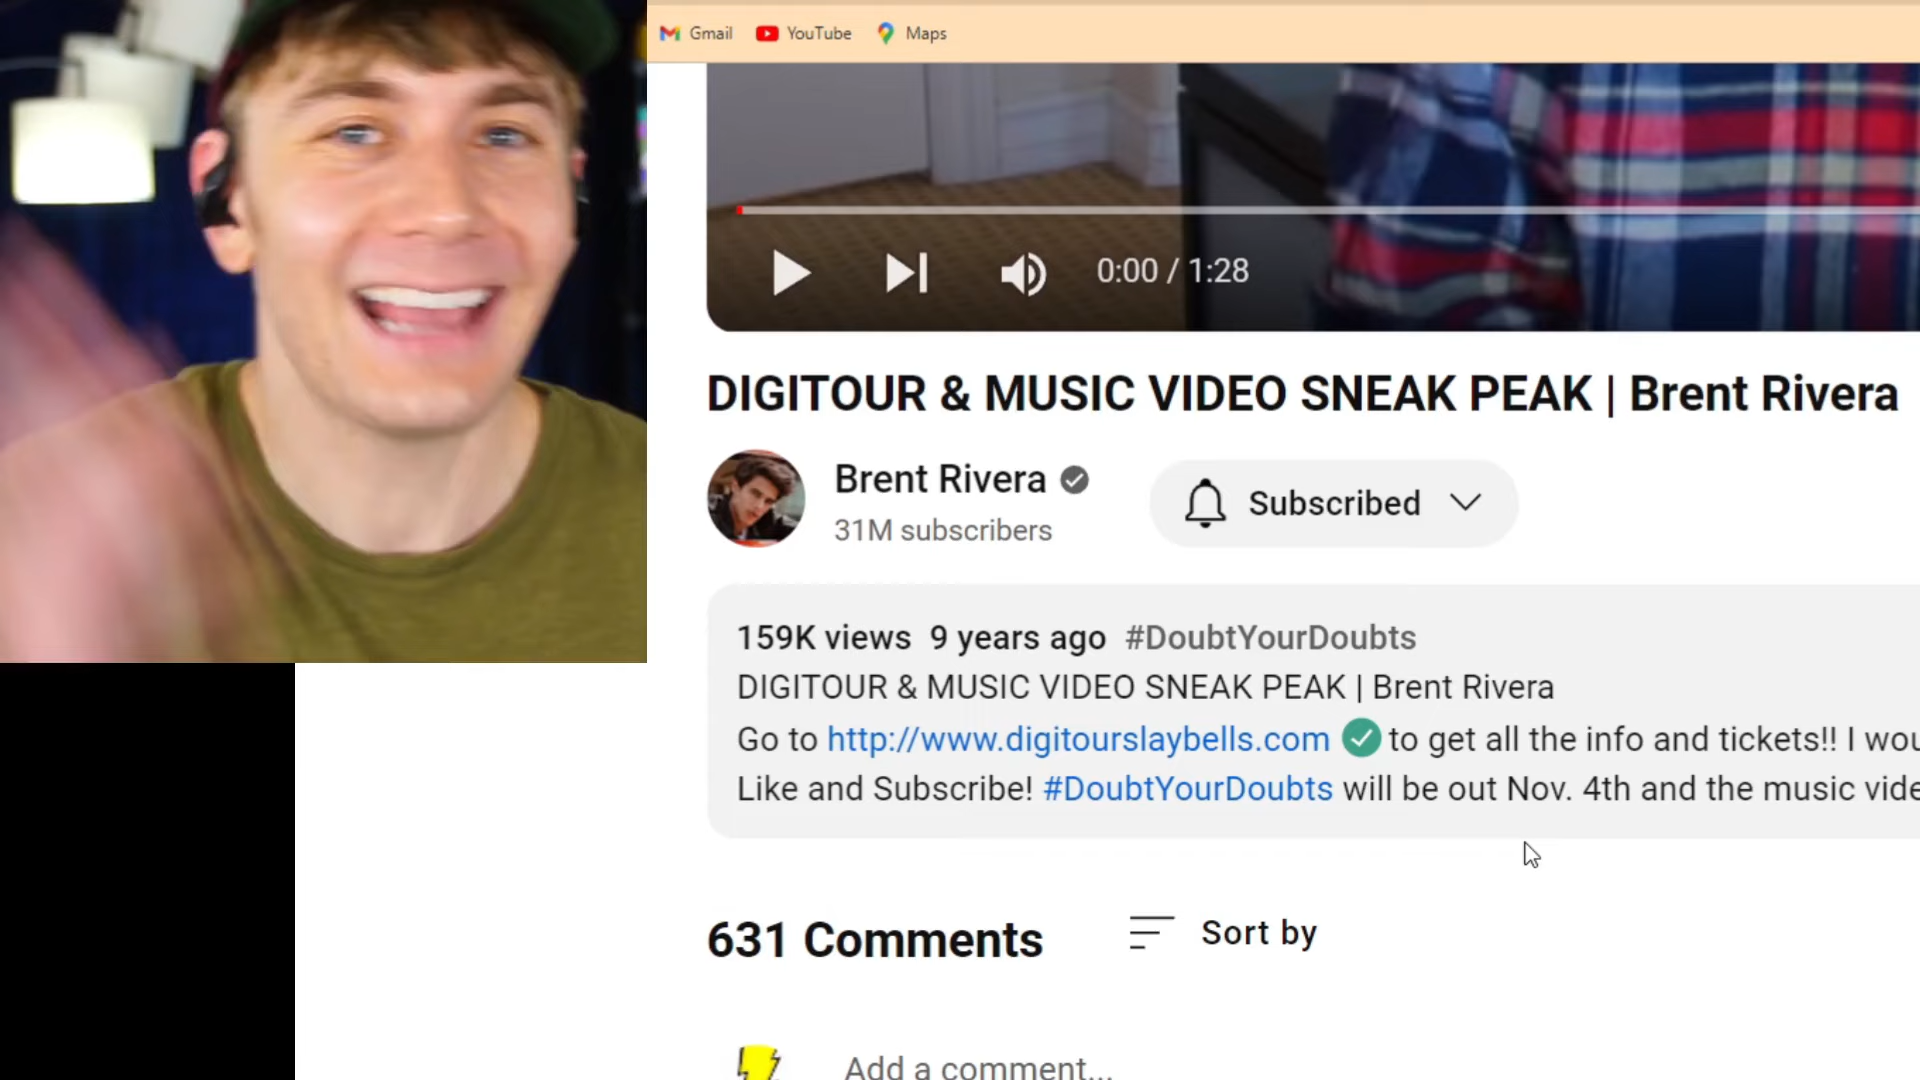 Gmail YouTube Maps
0:00 / 1:28
DIGITOUR & MUSIC VIDEO SNEAK PEAK | Brent Rivera
Brent Rivera
31M subscribers
Subscribed
159K views 9 years ago #DoubtYourDoubts
DIGITOUR & MUSIC VIDEO SNEAK PEAK | Brent Rivera
Go to http://www.digitourslaybells.com to get all the info and tickets!! I wou
Like and Subscribe! #DoubtYourDoubts will be out Nov. 4th and the music vide
631 Comments Sort by
Add a comment...